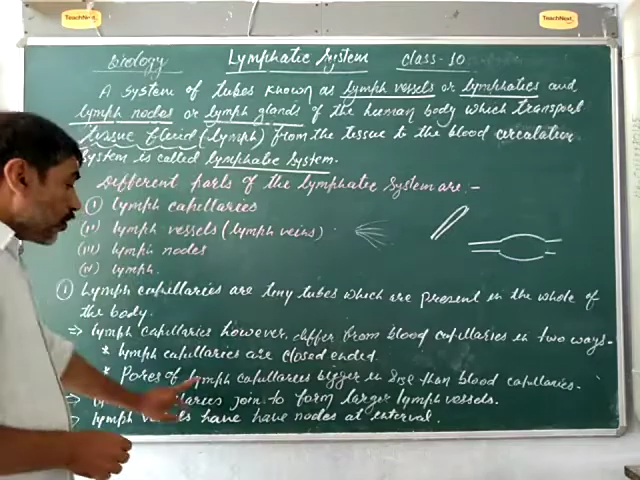 TeachNext
TeachNext
Biology Lymphatic System Class-10
A System of tubes known as lymph vessels or lymphatics and
lymph nodes or lymph glands of the human body which transport
tissue fluid (lymph) from the tissue to the blood circulation
System is called lymphatic System.
Different parts of the lymphatic System are:-
(i) lymph capillaries
(ii) lymph vessels (lymph veins)
(iii) lymph nodes
(iv) lymph.
(1) Lymph capillaries are tiny tubes which are present in the whole of
the body.
⇒ lymph capillaries however, differ from blood capillaries in two ways-
* lymph capillaries are closed ended.
* Pores of lymph capillaries bigger in size than blood capillaries.
join to form larger lymph vessels.
⇒ lymph have have nodes at interval.